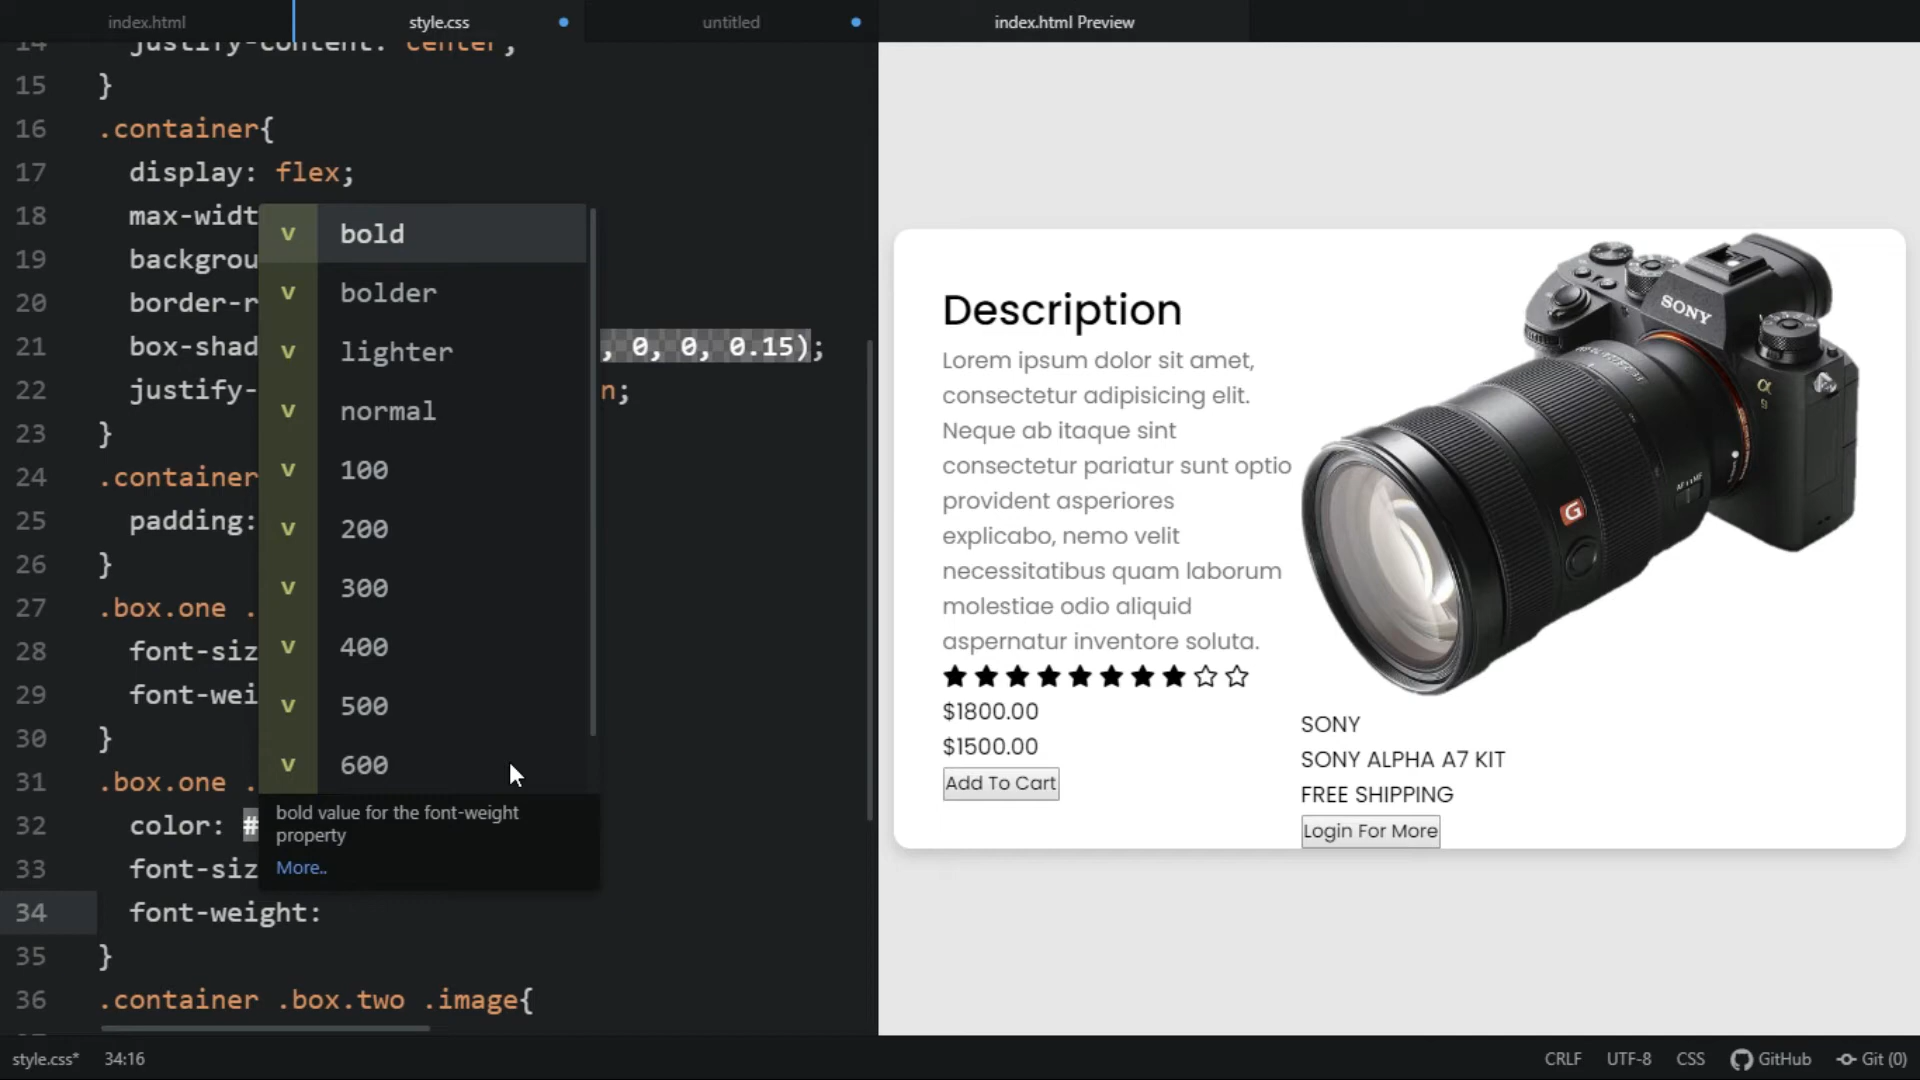 index.html
style.css
untitled
index.html Preview
14 justify-content: center;
15 }
16 .container{
17 display: flex;
18 max-widt
19 backgrou
20 border-r
21 box-shad , 0, 0, 0.15);
22 justify- n;
23 }
24 .container
25 padding:
26 }
27 .box.one .
28 font-siz
29 font-wei
30 }
31 .box.one .
32 color: #
33 font-siz
34 font-weight:
35 }
36 .container .box.two .image{
v bold
v bolder
v lighter
v normal
v 100
v 200
v 300
v 400
v 500
v 600
bold value for the font-weight
property
More..
Description
Lorem ipsum dolor sit amet,
consectetur adipisicing elit.
Neque ab itaque sint
consectetur pariatur sunt optio
provident asperiores
explicabo, nemo velit
necessitatibus quam laborum
molestiae odio aliquid
aspernatur inventore soluta.
$1800.00
$1500.00
Add To Cart
SONY
α
9
G
SONY
SONY ALPHA A7 KIT
FREE SHIPPING
Login For More
style.css* 34:16
CRLF UTF-8 CSS GitHub Git (0)